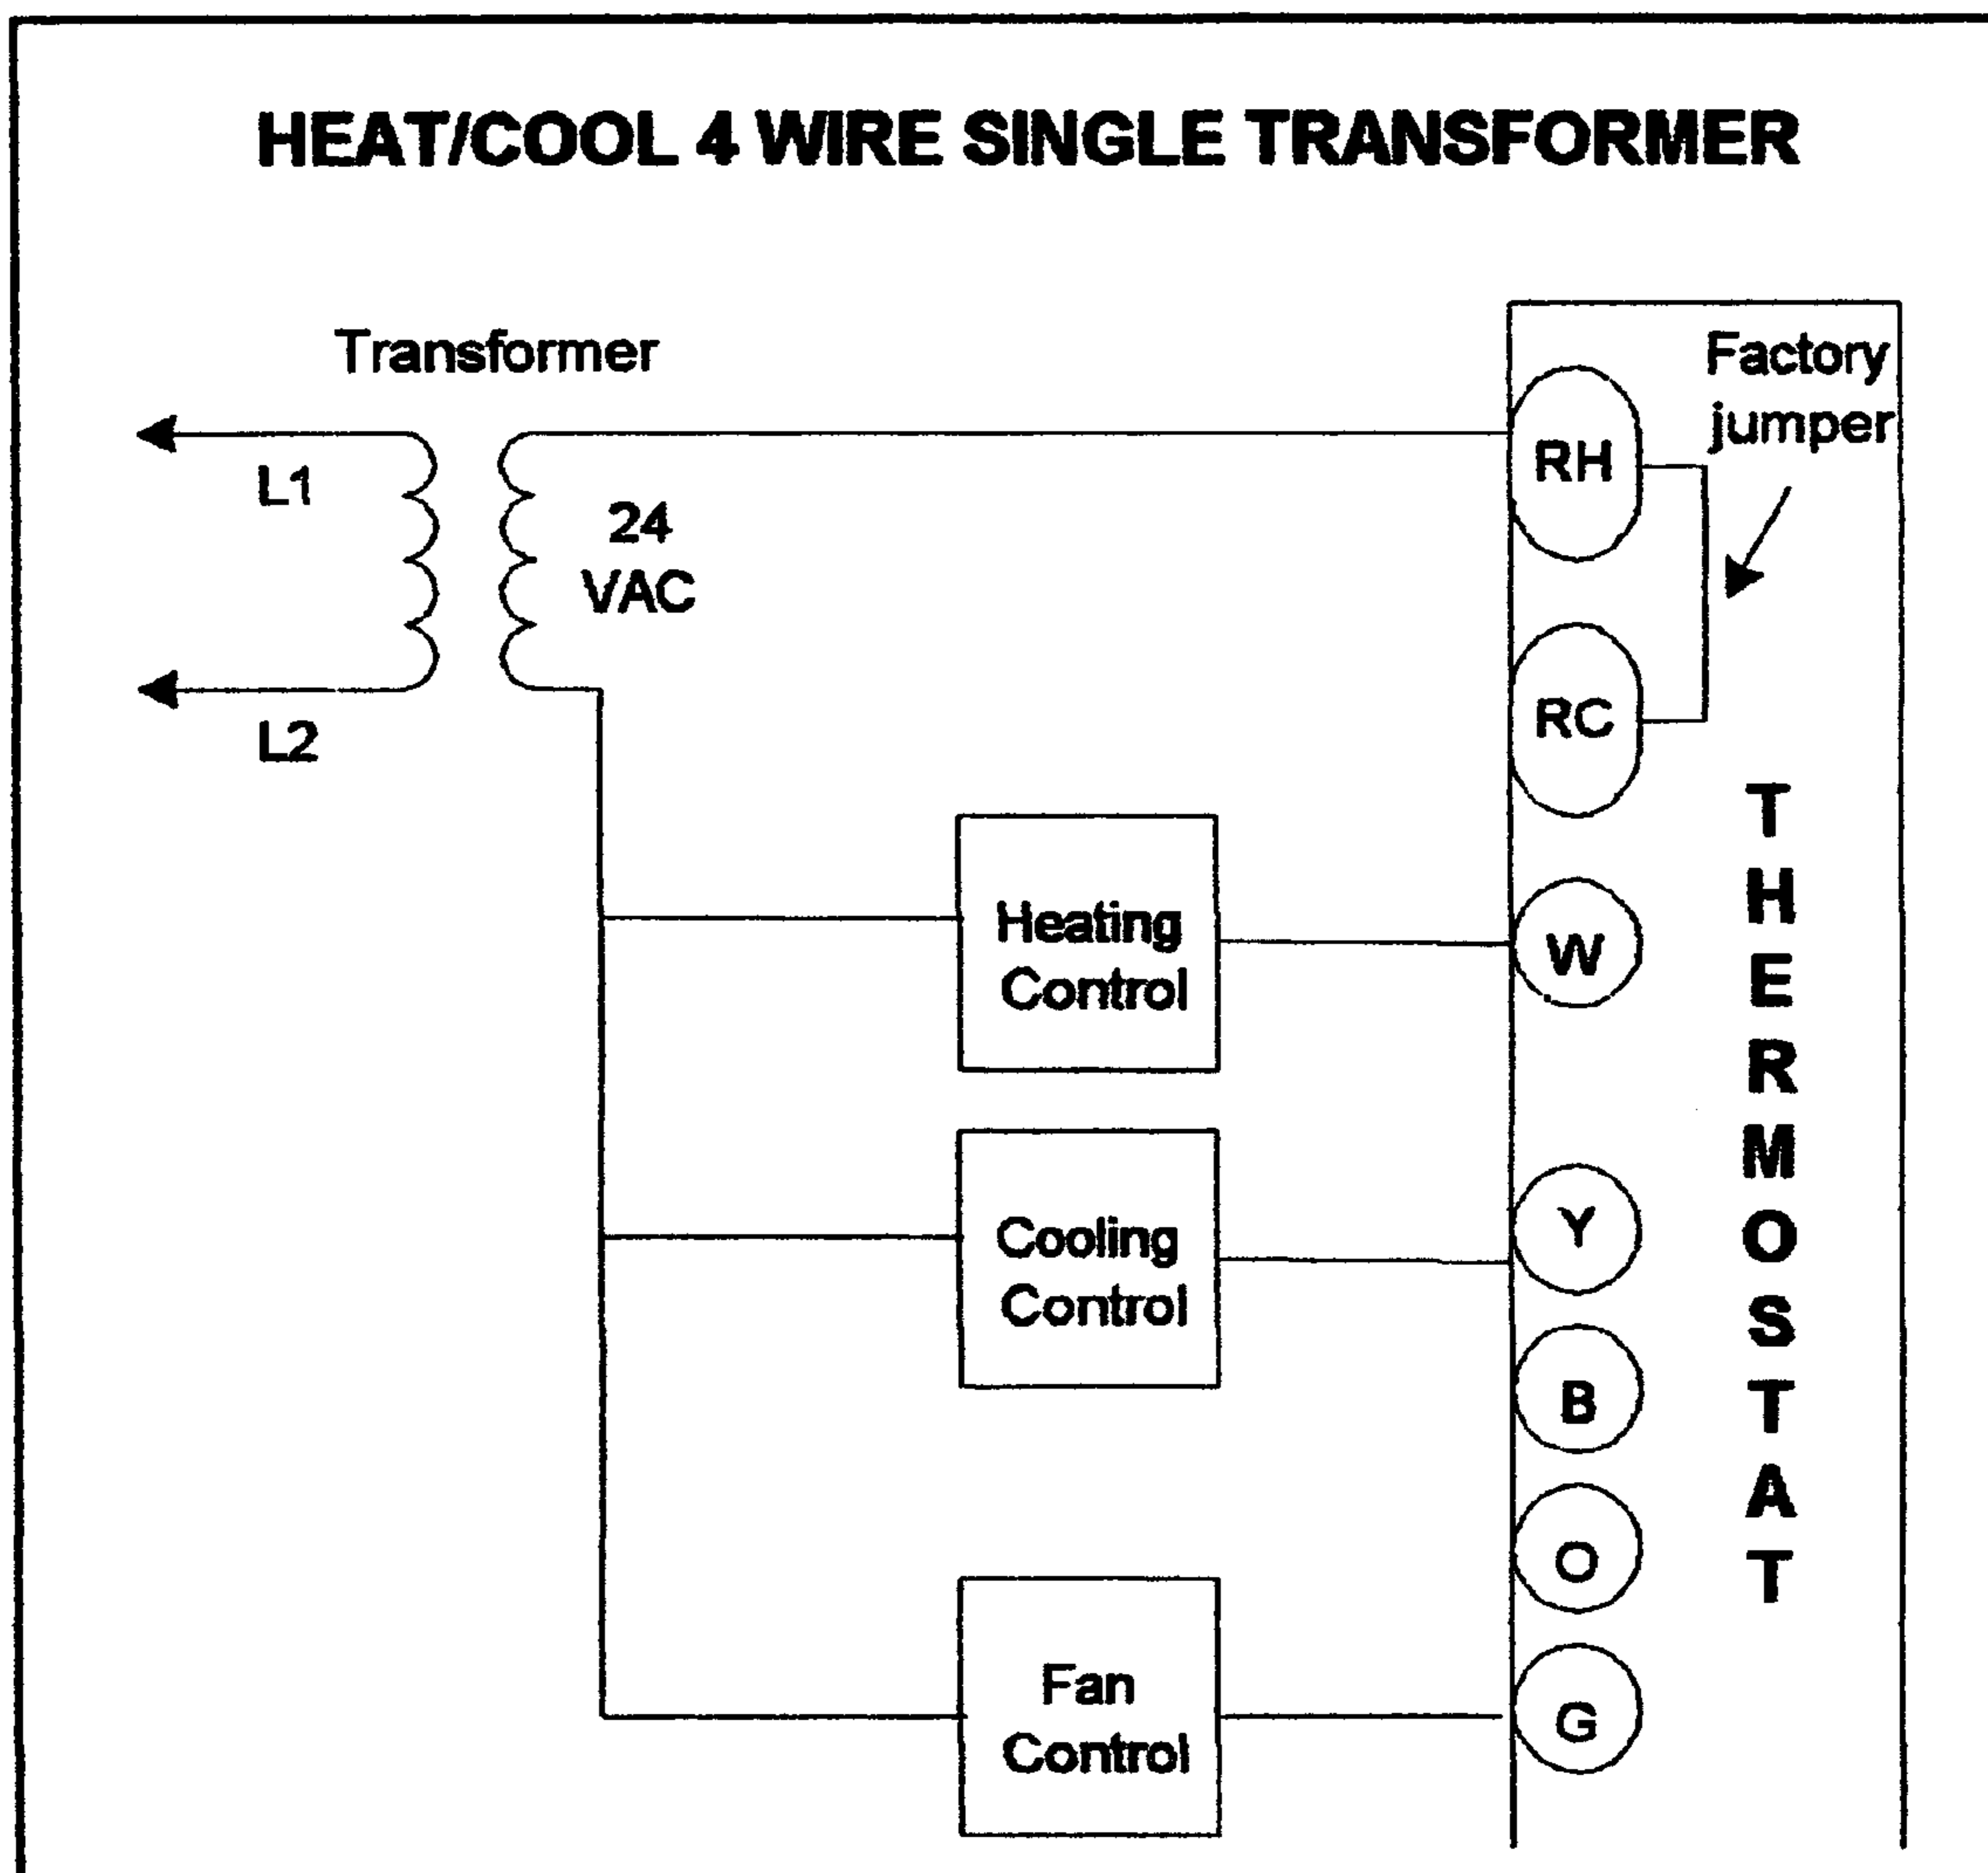 HEAT/COOL 4 WIRE SINGLE TRANSFORMER
Transformer
Factory
jumper
L1
24
VAC
L2
RH
RC
Heating
Control
W
Cooling
Control
Y
B
O
Fan
Control
G
THERMOSTAT